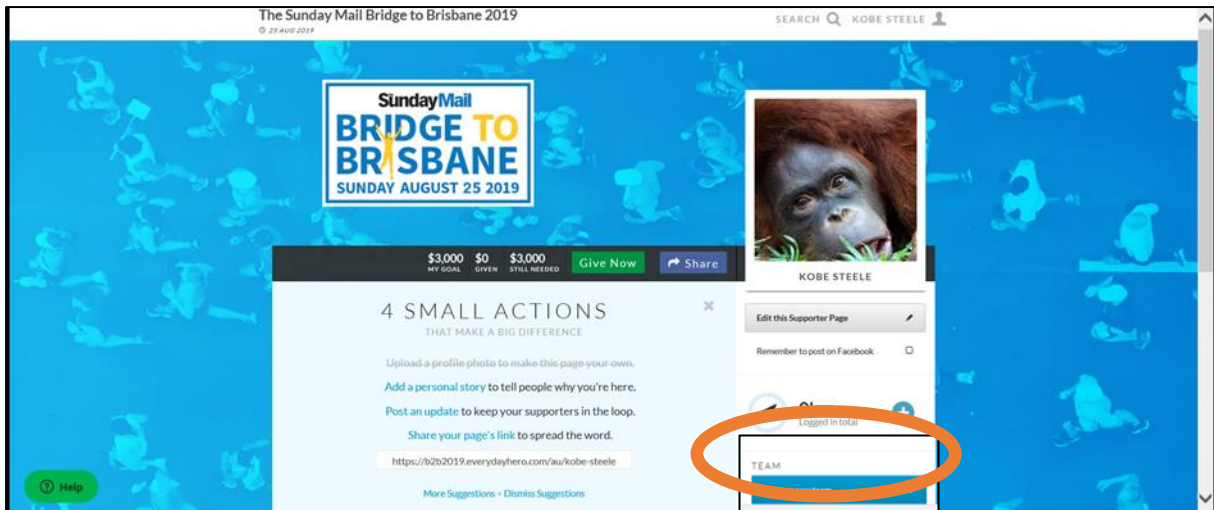 The Sunday Mail Bridge to Brisbane 2019
25 AUG 2019
SEARCH KOBE STEELE
SundayMail
BRIDGE TO
BRISBANE
SUNDAY AUGUST 25 2019
$3,000 $0 $3,000
MY GOAL GIVEN STILL NEEDED
Give Now
Share
KOBE STEELE
4 SMALL ACTIONS
THAT MAKE A BIG DIFFERENCE
Upload a profile photo to make this page your own.
Add a personal story to tell people why you're here.
Post an update to keep your supporters in the loop.
Share your page's link to spread the word.
https://b2b2019.everydayhero.com/au/kobe-steele
More Suggestions • Dismiss Suggestions
Edit this Supporter Page
Remember to post on Facebook
Logged in total
TEAM
Help